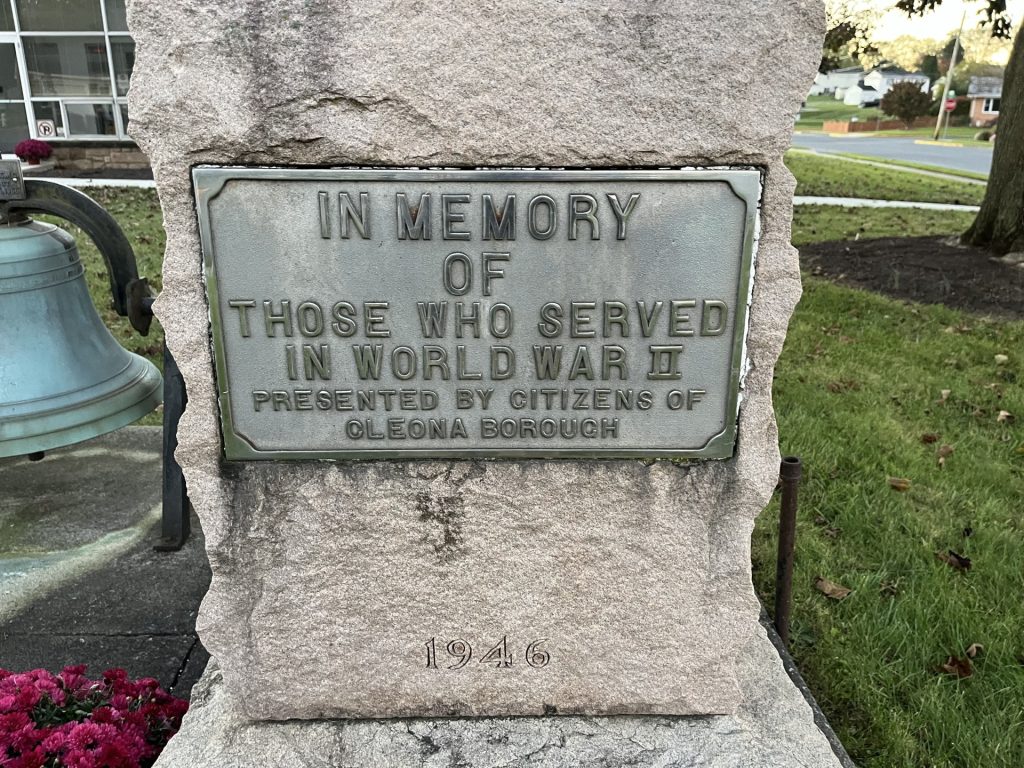 IN MEMORY
OF
THOSE WHO SERVED
IN WORLD WAR II
PRESENTED BY CITIZENS OF
CLEONA BOROUGH
1946